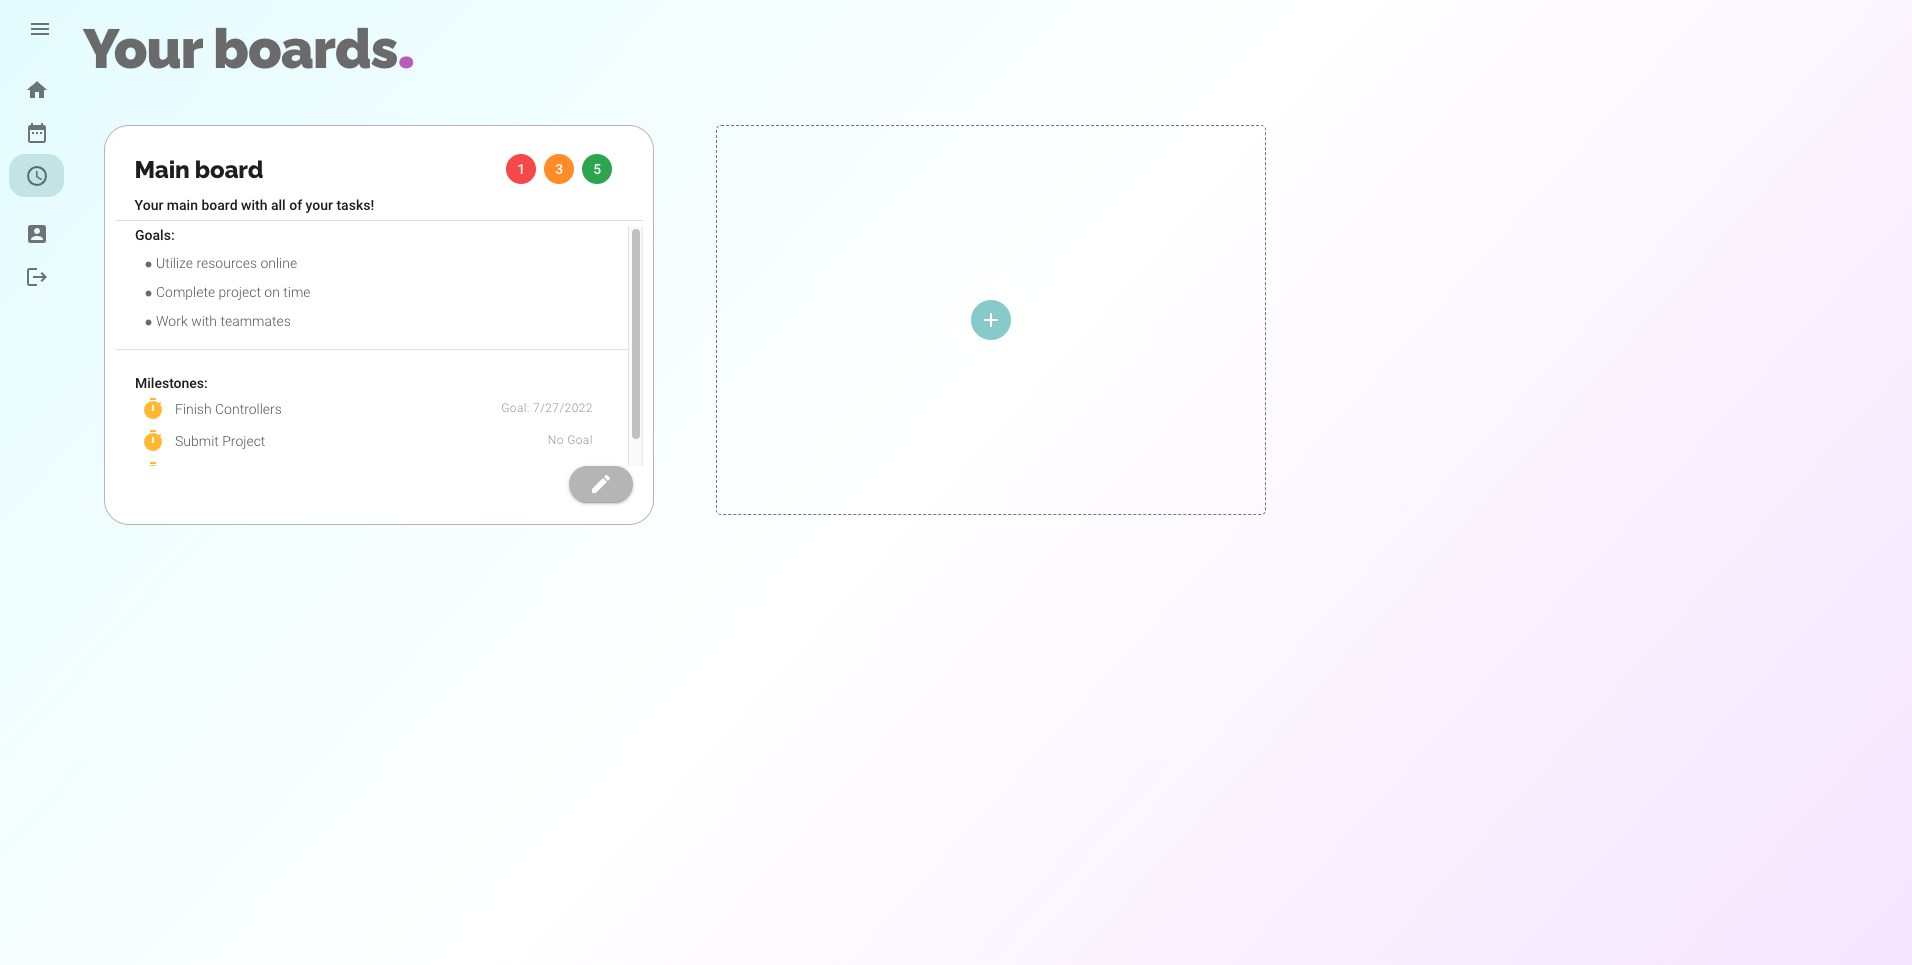 Your boards.
Main board
1 3 5
Your main board with all of your tasks!
Goals:
● Utilize resources online
● Complete project on time
● Work with teammates
Milestones:
Finish Controllers Goal: 7/27/2022
Submit Project No Goal